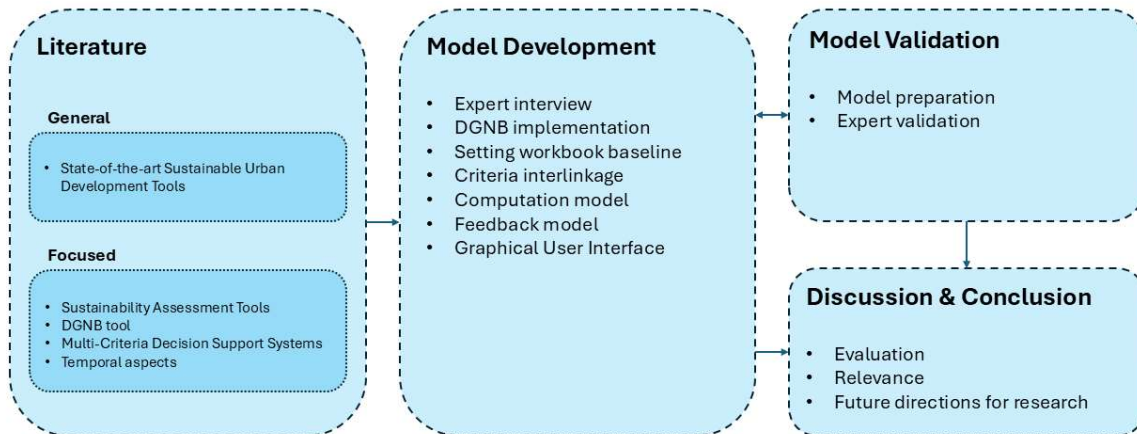 Literature
General
• State-of-the-art Sustainable Urban
Development Tools
Focused
• Sustainability Assessment Tools
• DGNB tool
• Multi-Criteria Decision Support Systems
• Temporal aspects
Model Development
• Expert interview
• DGNB implementation
• Setting workbook baseline
• Criteria interlinkage
• Computation model
• Feedback model
• Graphical User Interface
Model Validation
• Model preparation
• Expert validation
Discussion & Conclusion
• Evaluation
• Relevance
• Future directions for research